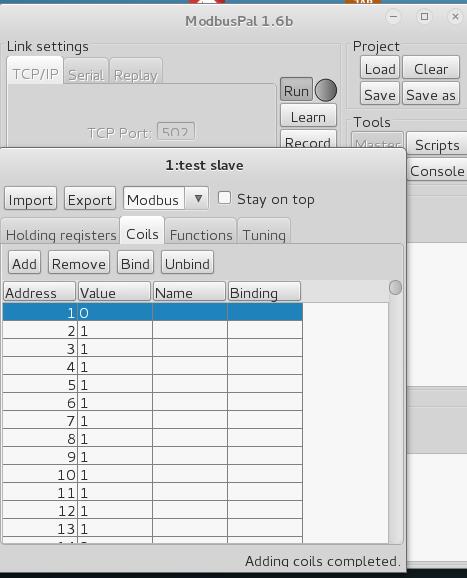 ModbusPal 1.6b
Link settings
TCP/IP Serial Replay
TCP Port: 502
Run
Learn
Record
Project
Load Clear
Save Save as
Tools
Master Scripts
Console
1:test slave
Import Export Modbus Stay on top
Holding registers Coils Functions Tuning
Add Remove Bind Unbind
Address Value Name Binding
1 0
2 1
3 1
4 1
5 1
6 1
7 1
8 1
9 1
10 1
11 1
12 1
13 1
Adding coils completed.